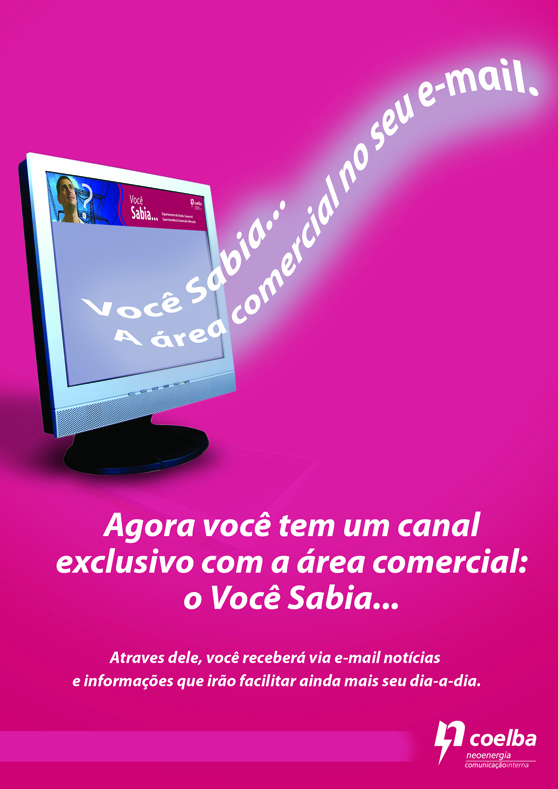 Você
Sabia...
coelba
Você Sabia...
A área comercial no seu e-mail.
Agora você tem um canal
exclusivo com a área comercial:
o Você Sabia...
Atraves dele, você receberá via e-mail notícias
e informações que irão facilitar ainda mais seu dia-a-dia.
coelba
neoenergia
comunicaçãointerna